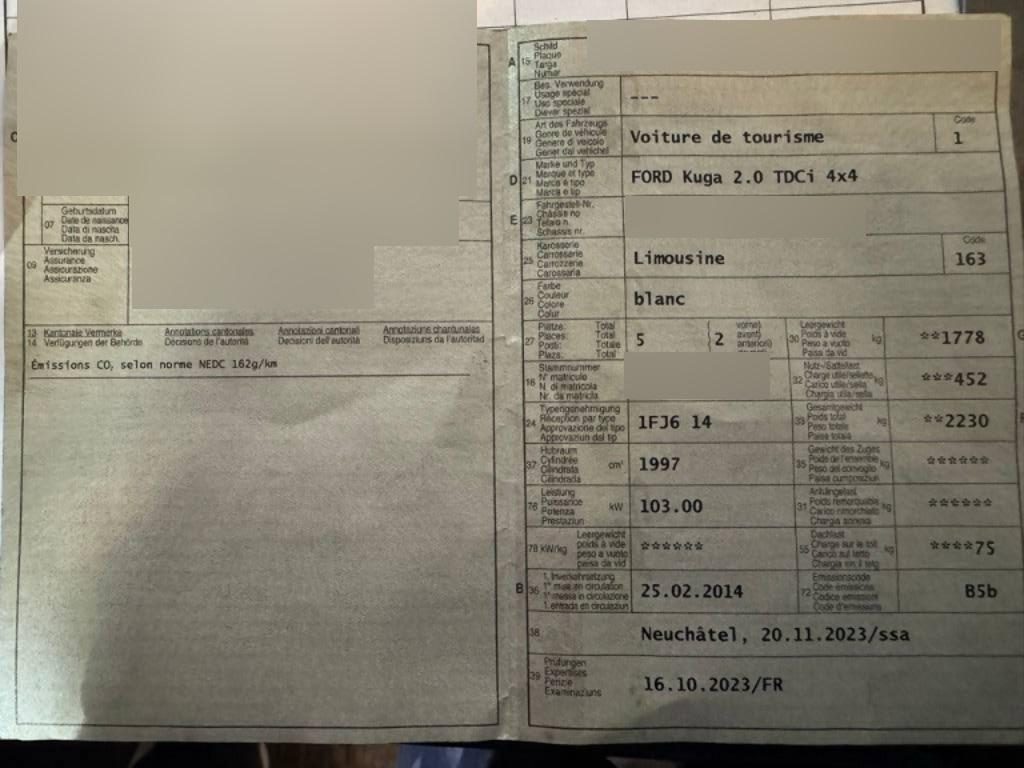 07 Geburtsdatum
Date de naissance
Data di nascita
Data da nasch.
09 Versicherung
Assurance
Assicurazione
Assicuranza
13 Kantonale Vermerke Annotations cantonales Annotazioni cantonali Annotaziuns chantunalas
14 Verfügungen der Behörde Décisions de l'autorité Decisioni dell'autorità Disposiziuns da l'autoritad
Émissions CO₂ selon norme NEDC 162g/km
A 15 Schild
Plaque
Targa
Numer
17 Bes. Verwendung
Usage spécial
Uso speciale
Diever spezial
---
19 Art des Fahrzeugs
Genre de véhicule
Genere di veicolo
Gener dal vehichel
Voiture de tourisme
Code
1
D 21 Marke und Typ
Marque et type
Marca e tipo
Marca e tip
FORD Kuga 2.0 TDCi 4x4
E 23 Fahrgestell-Nr.
Châssis no
Telaio n.
Schassis nr.
25 Karosserie
Carrosserie
Carrozzeria
Carossaria
Limousine
Code
163
26 Farbe
Couleur
Colore
Colur
blanc
27 Plätze: Total
Places: Total
Posti: Totale
Plazs: Total
5
( 2 vorne)
avant)
anteriori)
30 Leergewicht
Poids à vide
Peso a vuoto
Paisa da vid
kg
**1778
18 Stammnummer
N° matricule
N. di matricola
Nr. da matricla
32 Nutz-/Sattellast
Charge utile/sellette
Carico utile/sella
Chargia utila/sella
kg
***452
24 Typengenehmigung
Réception par type
Approvazione del tipo
Approvaziun dal tip
1FJ6 14
33 Gesamtgewicht
Poids total
Peso totale
Paisa totala
kg
**2230
37 Hubraum
Cylindrée
Cilindrata
Cilindrada
cm³
1997
35 Gewicht des Zuges
Poids de l'ensemble
Peso del convoglio
Paisa cumposiziun
kg
******
76 Leistung
Puissance
Potenza
Prestaziun
kW
103.00
31 Anhängelast
Poids remorquable
Carico rimorchiato
Chargia annexa
kg
******
78 kW/kg Leergewicht
poids à vide
peso a vuoto
paisa da vid
******
55 Dachlast
Charge sur le toit
Carico sul tetto
Chargia sin il tetg
kg
****75
B 36 1. Inverkehrsetzung
1re mise en circulation
1a messa in circolazione
1. entrada en circulaziun
25.02.2014
72 Emissionscode
Code émissions
Codice emissioni
Code d'emissiuns
B5b
38 Neuchâtel, 20.11.2023/ssa
39 Prüfungen
Expertises
Perizie
Examinaziuns
16.10.2023/FR